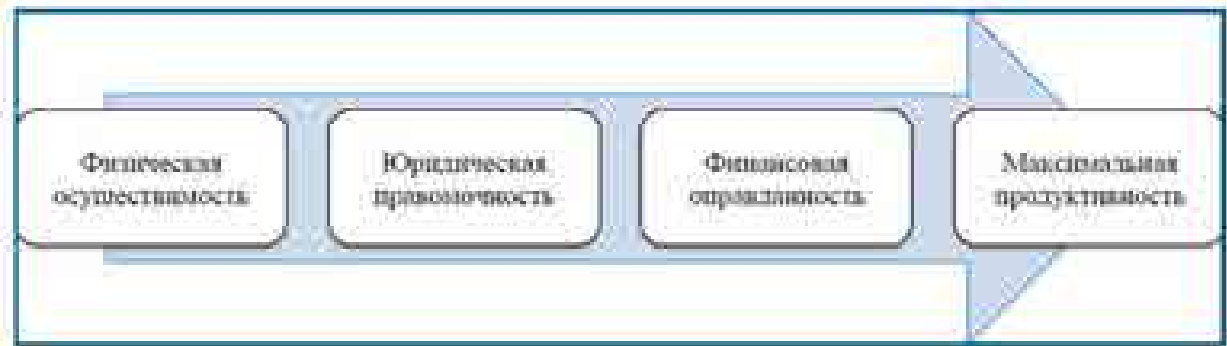 Физическая
осуществимость
Юридическая
правомочность
Финансовая
оправданность
Максимальная
продуктивность